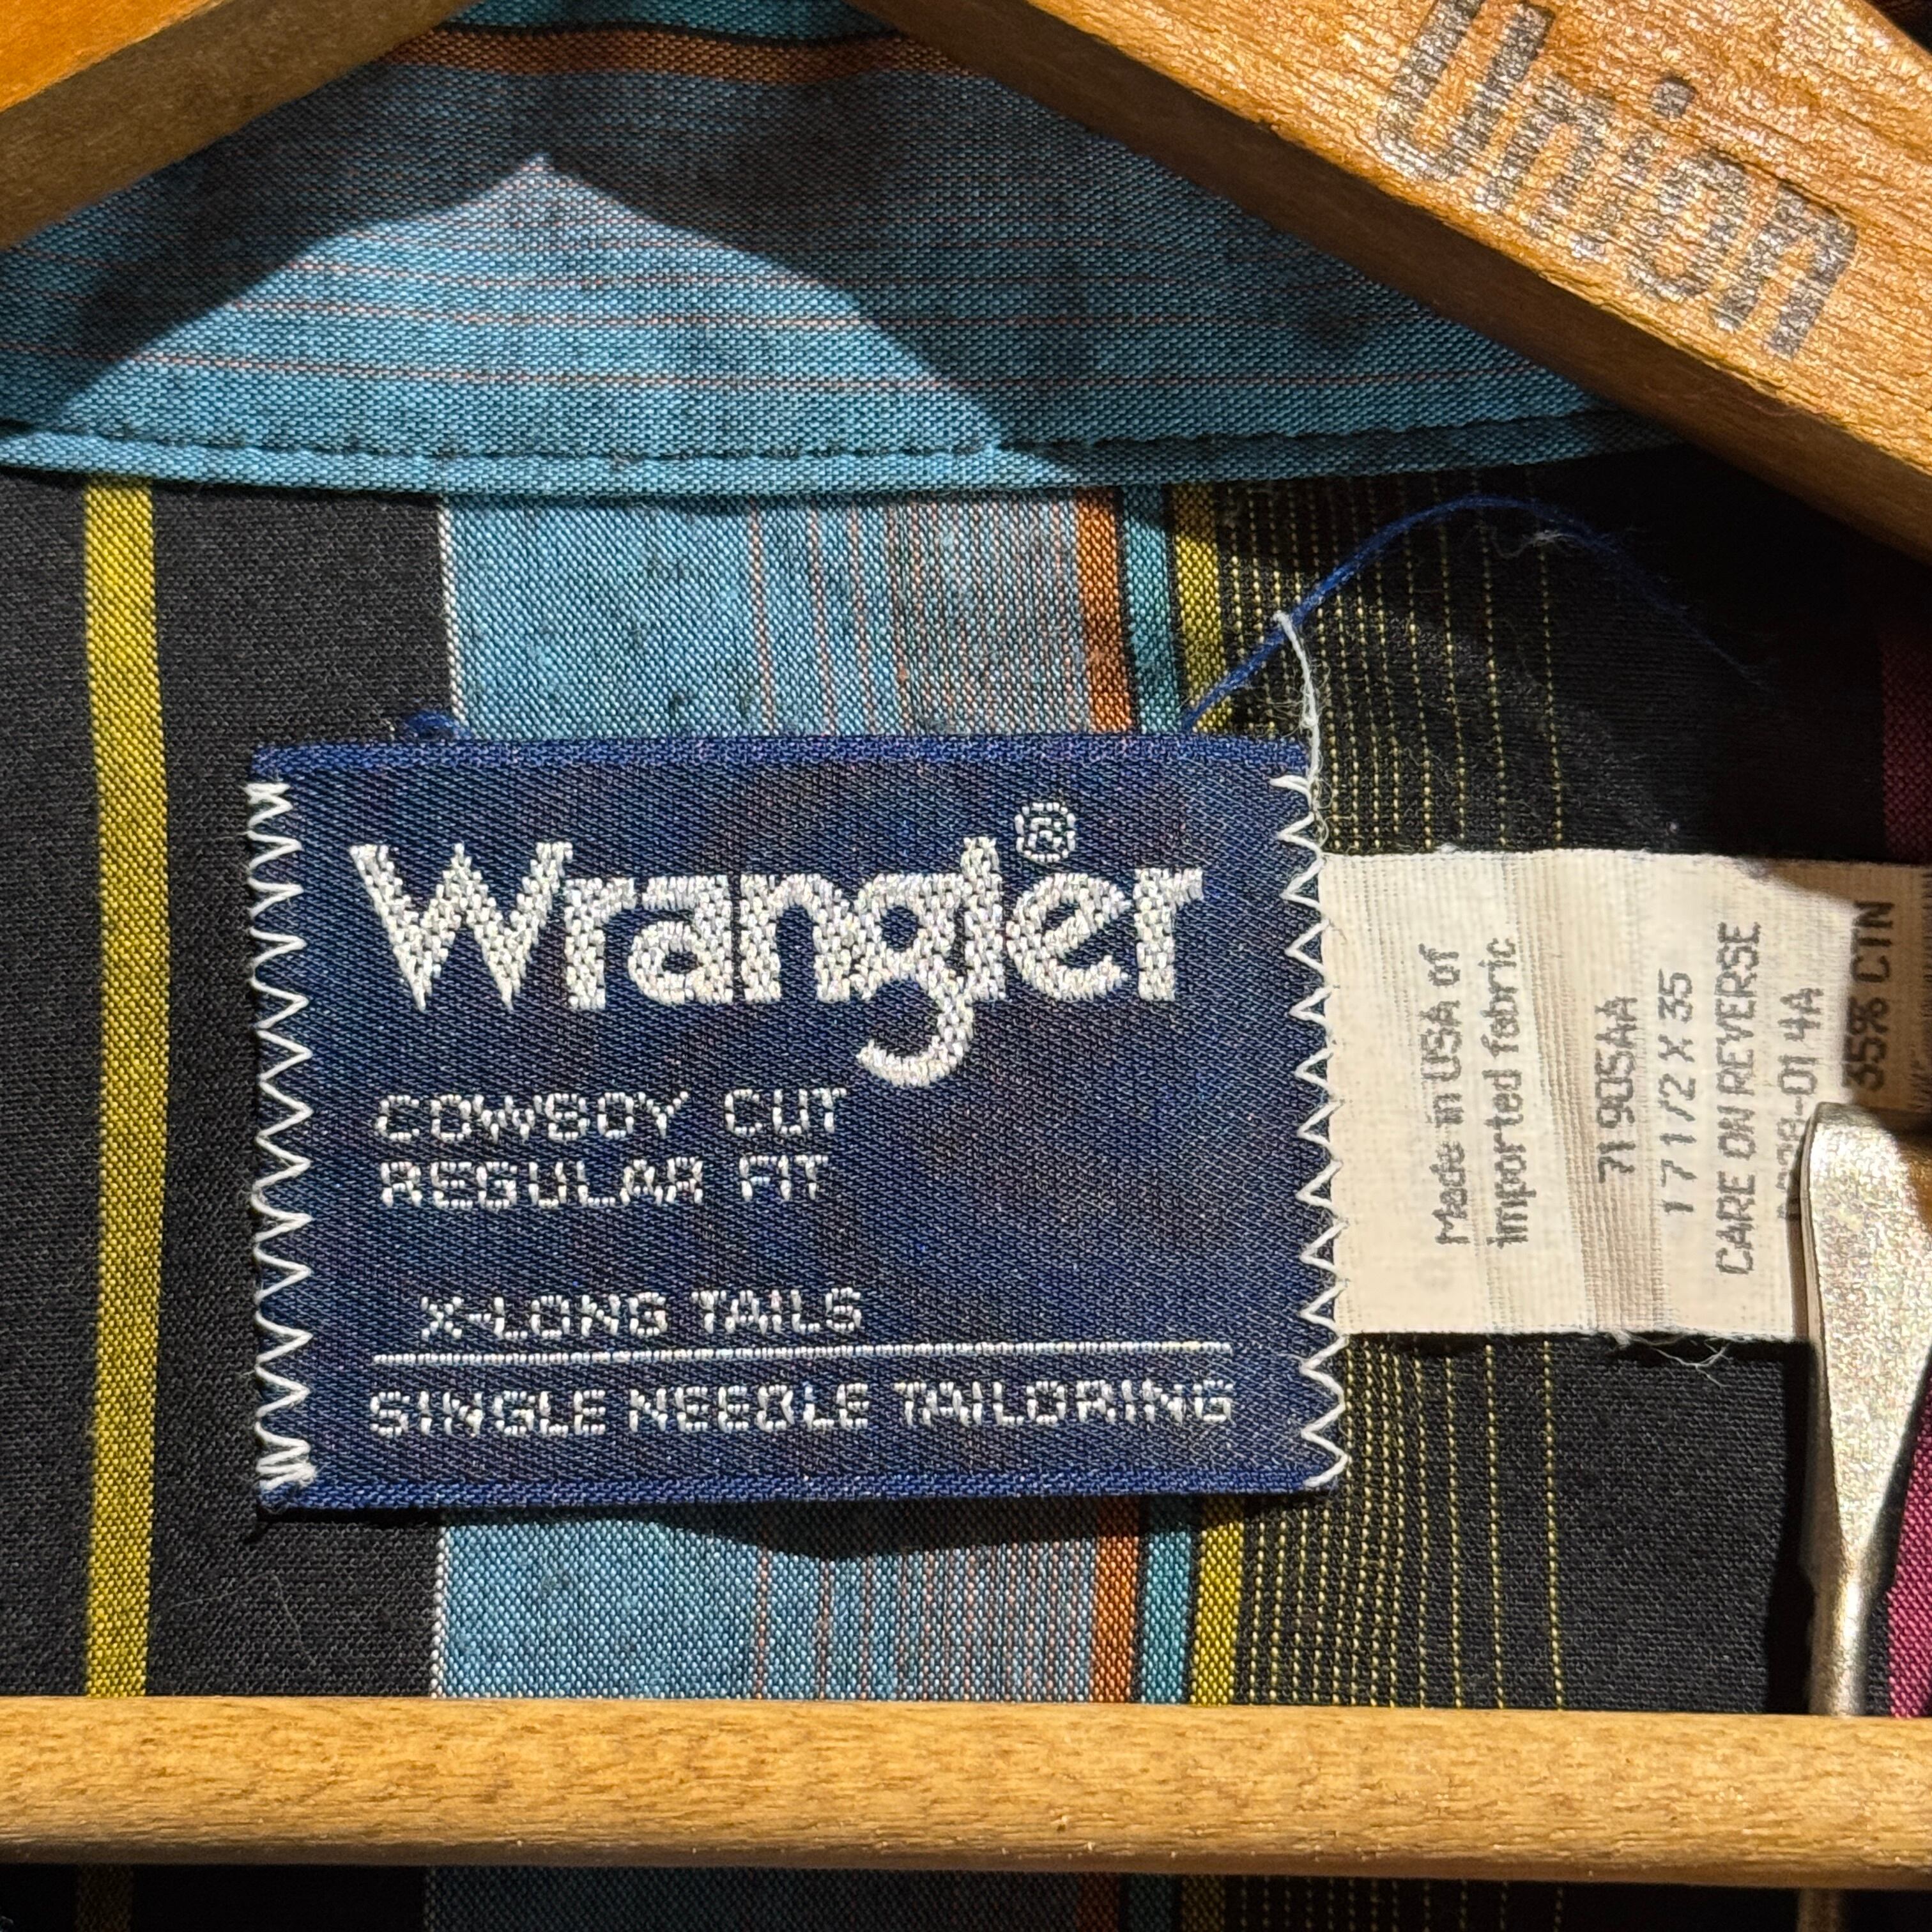 Union
Wrangler®
COWBOY CUT
REGULAR FIT
X-LONG TAILS
SINGLE NEEDLE TAILORING
Made in USA of
imported fabric
71905AA
17 1/2 X 35
CARE ON REVERSE
35% CTN